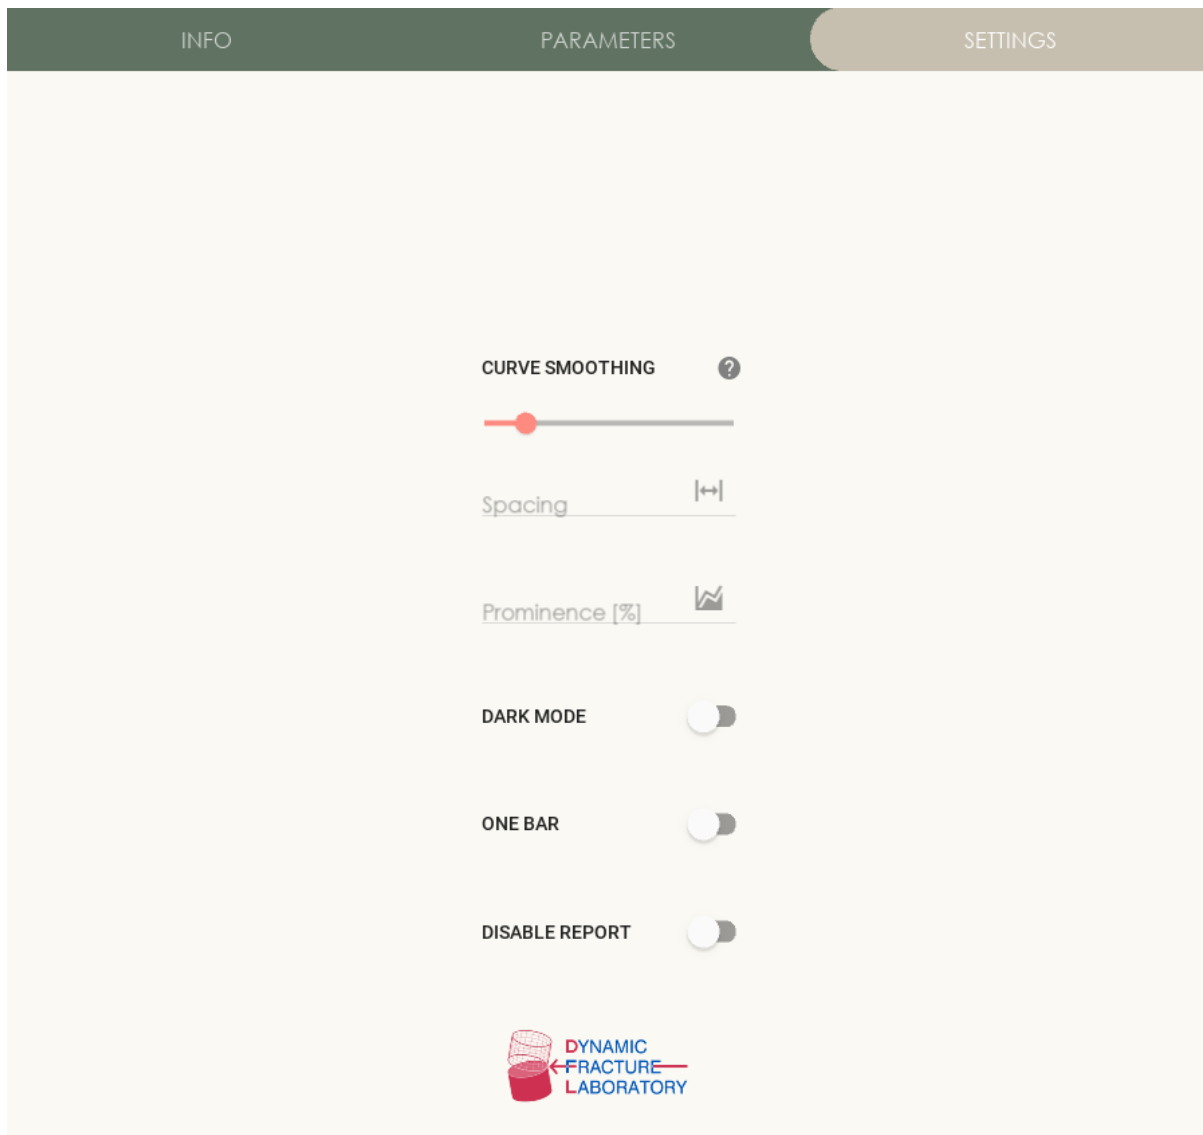 INFO
PARAMETERS
SETTINGS
CURVE SMOOTHING
Spacing
Prominence [%]
DARK MODE
ONE BAR
DISABLE REPORT
DYNAMIC
FRACTURE
LABORATORY